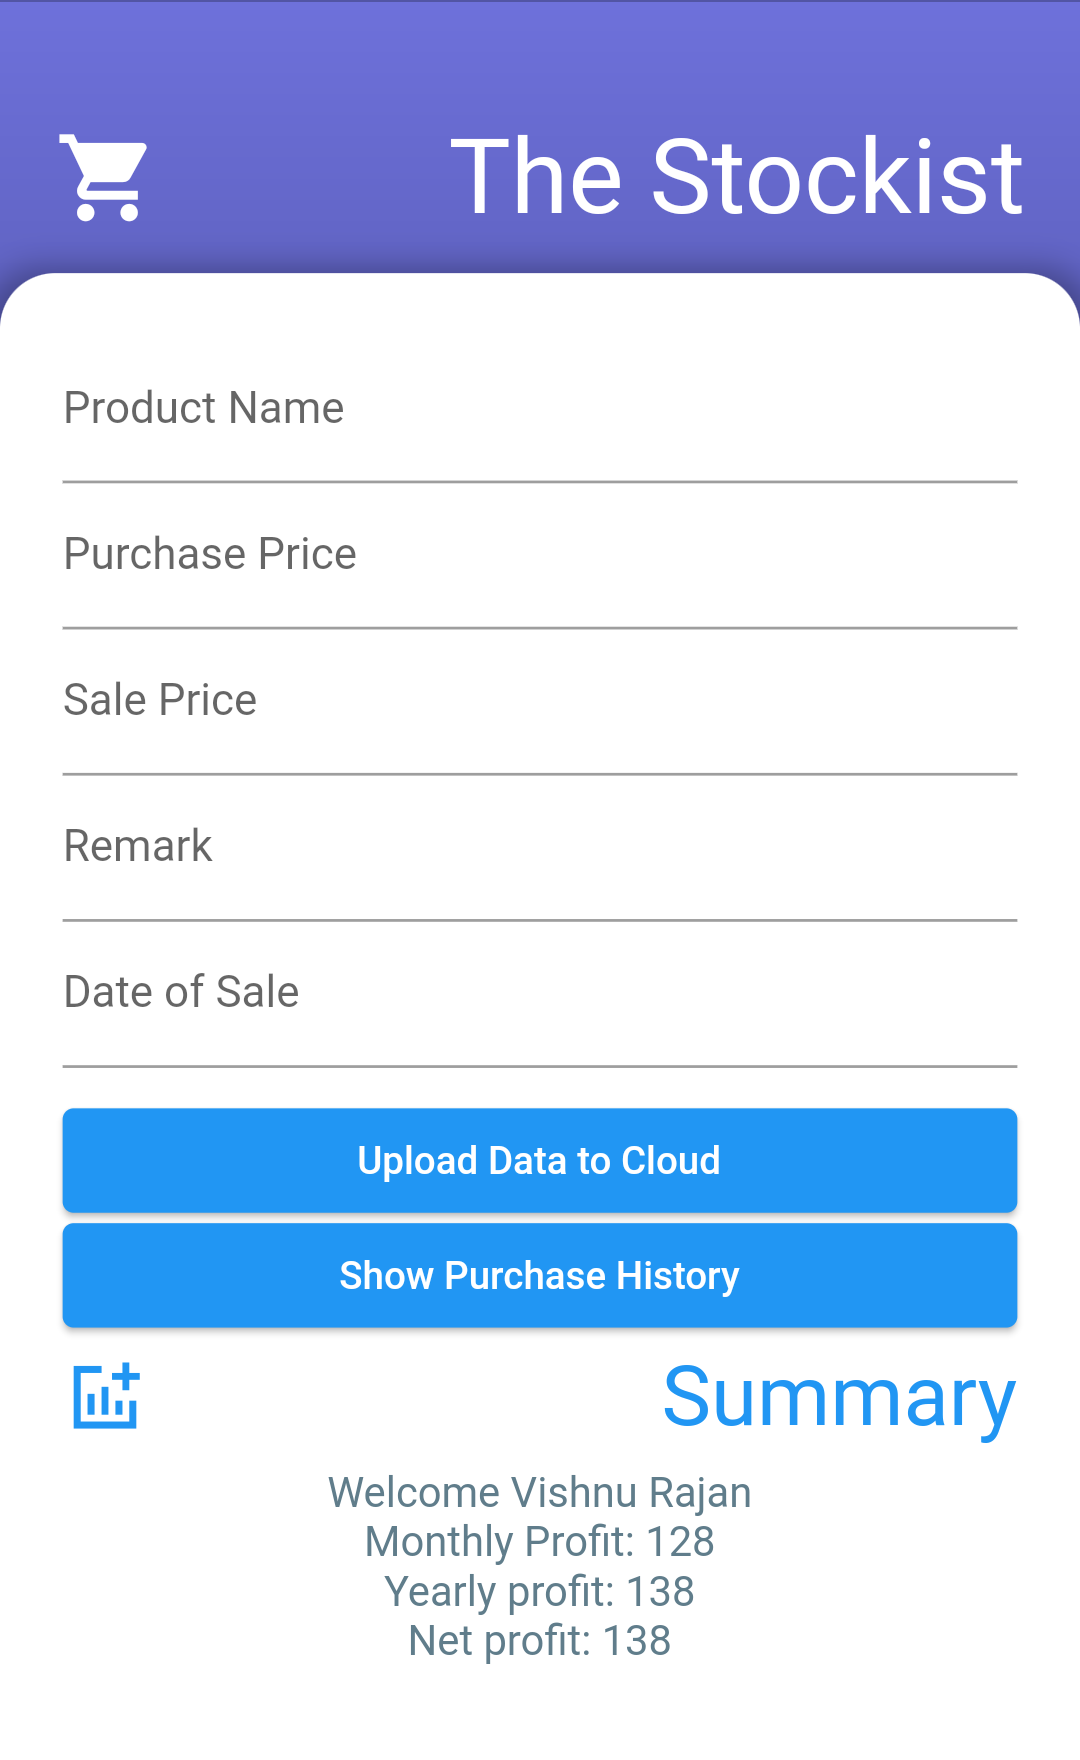 The Stockist
Product Name
Purchase Price
Sale Price
Remark
Date of Sale
Upload Data to Cloud
Show Purchase History
Summary
Welcome Vishnu Rajan
Monthly Profit: 128
Yearly profit: 138
Net profit: 138